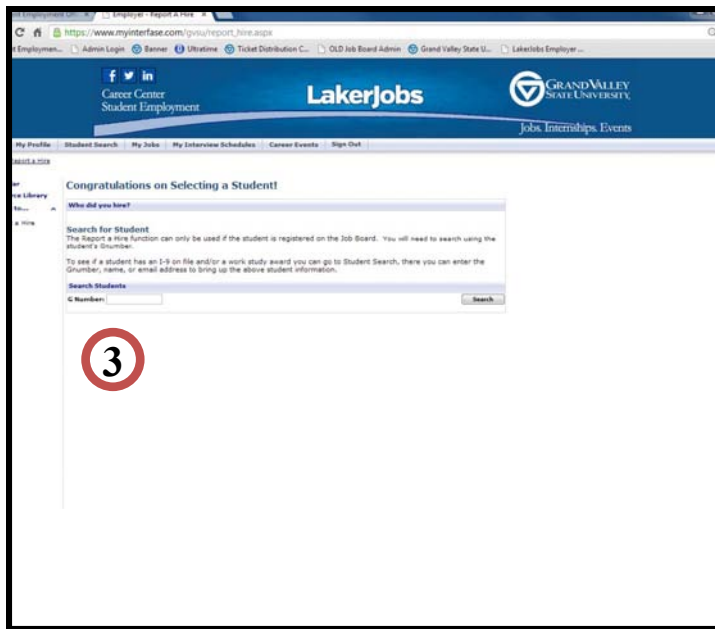 Employer - Report A Hire
https://www.myinterfase.com/gvsu/report_hire.aspx
t Employmen... Admin Login Banner Ultratime Ticket Distribution C... OLD Job Board Admin Grand Valley State U... LakerJobs Employer ...
f in
Career Center
Student Employment
LakerJobs
GRAND VALLEY
STATE UNIVERSITY
Jobs. Internships. Events
My Profile Student Search My Jobs My Interview Schedules Career Events Sign Out
Report a Hire
ce Library
to...
a Hire
Congratulations on Selecting a Student!
Who did you hire?
Search for Student
The Report a Hire function can only be used if the student is registered on the Job Board. You will need to search using the
student's Gnumber.
To see if a student has an I-9 on file and/or a work study award you can go to Student Search, there you can enter the
Gnumber, name, or email address to bring up the above student information.
Search Students
G Number:
Search
3